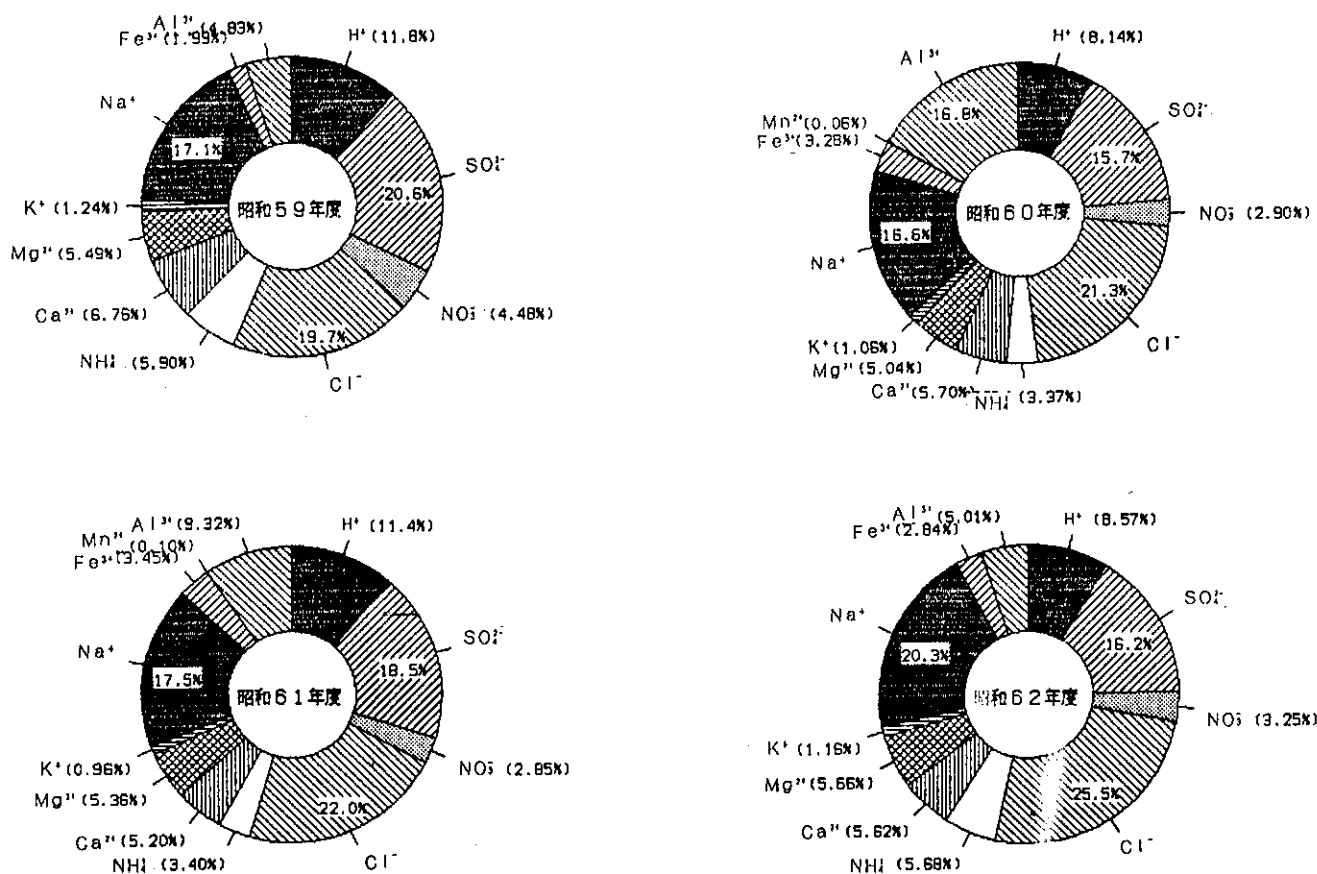 Al³⁺(4.83%)
Fe³⁺(1.99%)
H⁺(11.8%)
Na⁺
17.1%
SO₄²⁻
20.6%
K⁺(1.24%)
昭和59年度
Mg²⁺(5.49%)
Ca²⁺(6.76%)
NO₃⁻(4.48%)
19.7%
NH₄⁺(5.90%)
Cl⁻
H⁺(8.14%)
Al³⁺
16.8%
SO₄²⁻
Mn²⁺(0.06%)
Fe³⁺(3.28%)
15.7%
昭和60年度
NO₃⁻(2.90%)
16.6%
Na⁺
21.3%
K⁺(1.06%)
Cl⁻
Mg²⁺(5.04%)
Ca²⁺(5.70%)
NH₄⁺(3.37%)
Al³⁺(9.32%)
H⁺(11.4%)
Mn²⁺(0.10%)
Fe³⁺(3.45%)
Na⁺
SO₄²⁻
17.5%
18.5%
昭和61年度
K⁺(0.96%)
NO₃⁻(2.85%)
Mg²⁺(5.36%)
22.0%
Ca²⁺(5.20%)
NH₄⁺(3.40%)
Cl⁻
Al³⁺(5.01%)
H⁺(8.57%)
Fe³⁺(2.84%)
SO₄²⁻
Na⁺
20.3%
16.2%
昭和62年度
NO₃⁻(3.25%)
K⁺(1.16%)
Mg²⁺(5.66%)
25.5%
Ca²⁺(5.62%)
NH₄⁺(5.68%)
Cl⁻